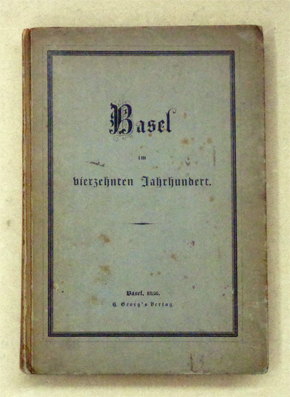 Basel
im
vierzehnten Jahrhundert.
Basel,
H. Georg's Verlag.